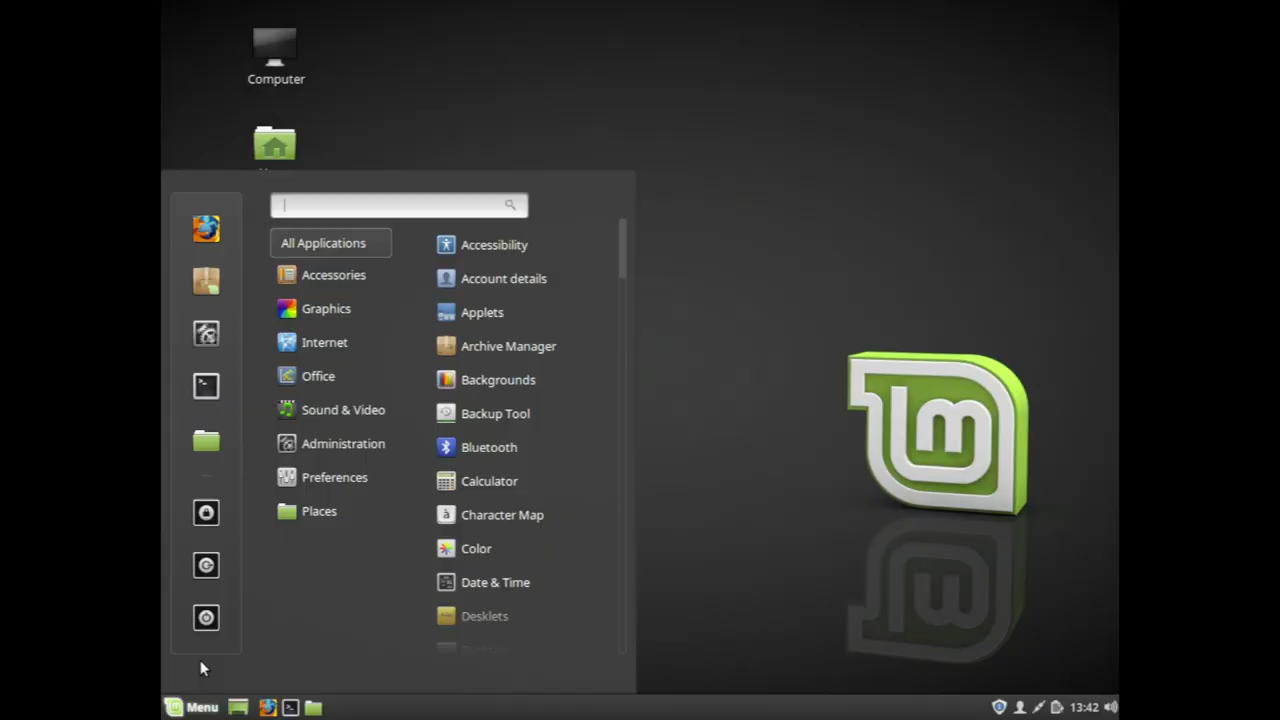 Computer
All Applications
Accessories
Graphics
Internet
Office
Sound & Video
Administration
Preferences
Places
Accessibility
Account details
Applets
Archive Manager
Backgrounds
Backup Tool
Bluetooth
Calculator
Character Map
Color
Date & Time
Desklets
Menu
13:42